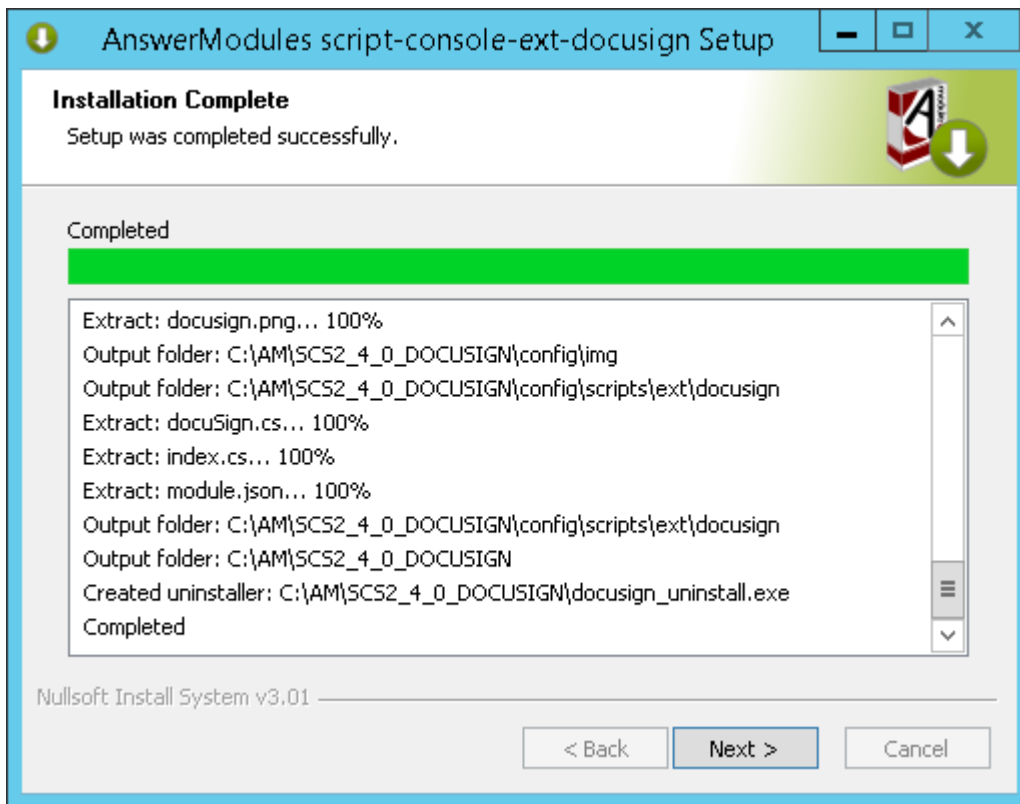 AnswerModules script-console-ext-docusign Setup
Installation Complete
Setup was completed successfully.
Completed
Extract: docusign.png... 100%
Output folder: C:\AM\SCS2_4_0_DOCUSIGN\config\img
Output folder: C:\AM\SCS2_4_0_DOCUSIGN\config\scripts\ext\docusign
Extract: docuSign.cs... 100%
Extract: index.cs... 100%
Extract: module.json... 100%
Output folder: C:\AM\SCS2_4_0_DOCUSIGN\config\scripts\ext\docusign
Output folder: C:\AM\SCS2_4_0_DOCUSIGN
Created uninstaller: C:\AM\SCS2_4_0_DOCUSIGN\docusign_uninstall.exe
Completed
Nullsoft Install System v3.01
< Back
Next >
Cancel